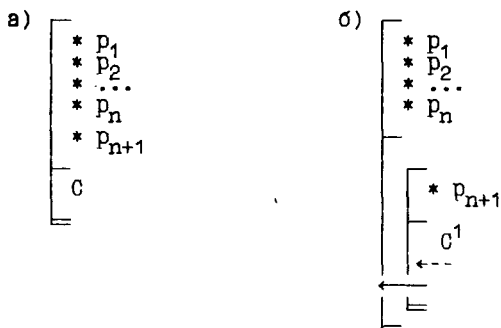 а)
* p₁
* p₂
* ...
* pₙ
* pₙ₊₁
C
б)
* p₁
* p₂
* ...
* pₙ
* pₙ₊₁
C¹